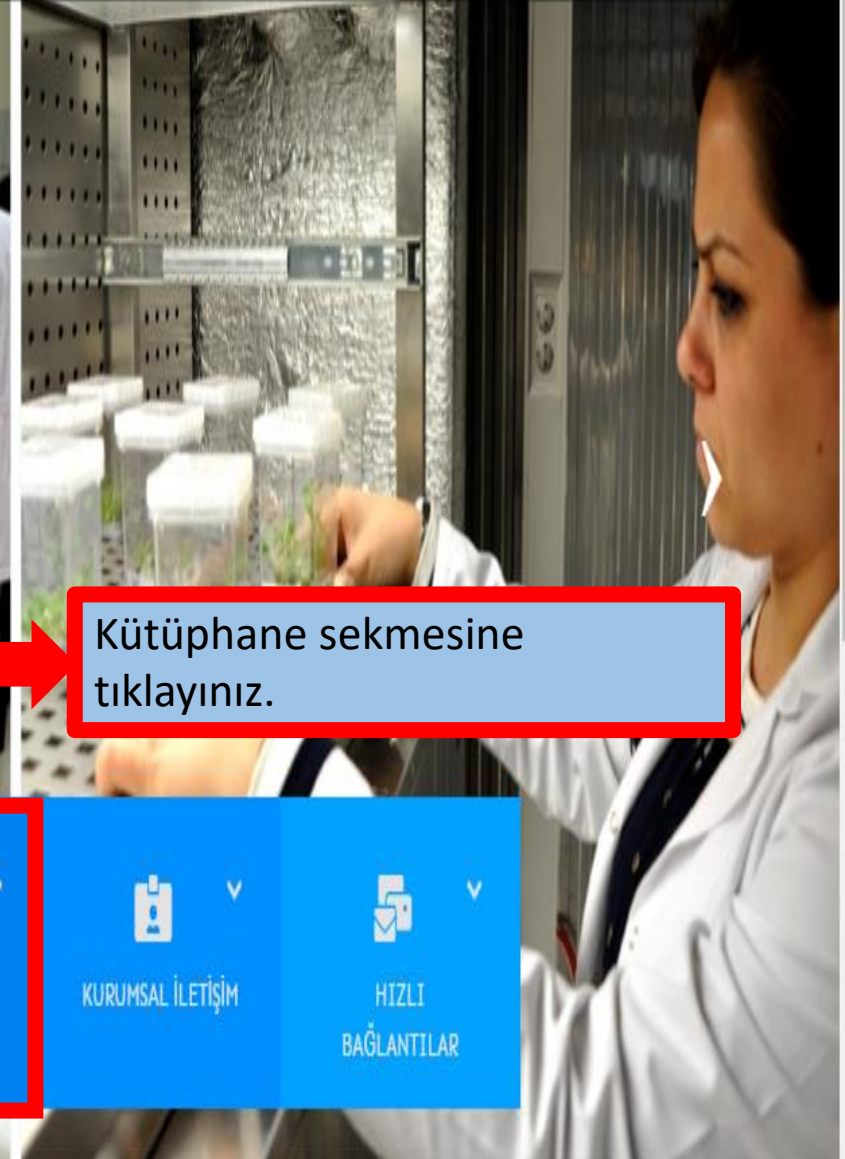 Kütüphane sekmesine
tıklayınız.
KURUMSAL İLETİŞİM
HIZLI
BAĞLANTILAR